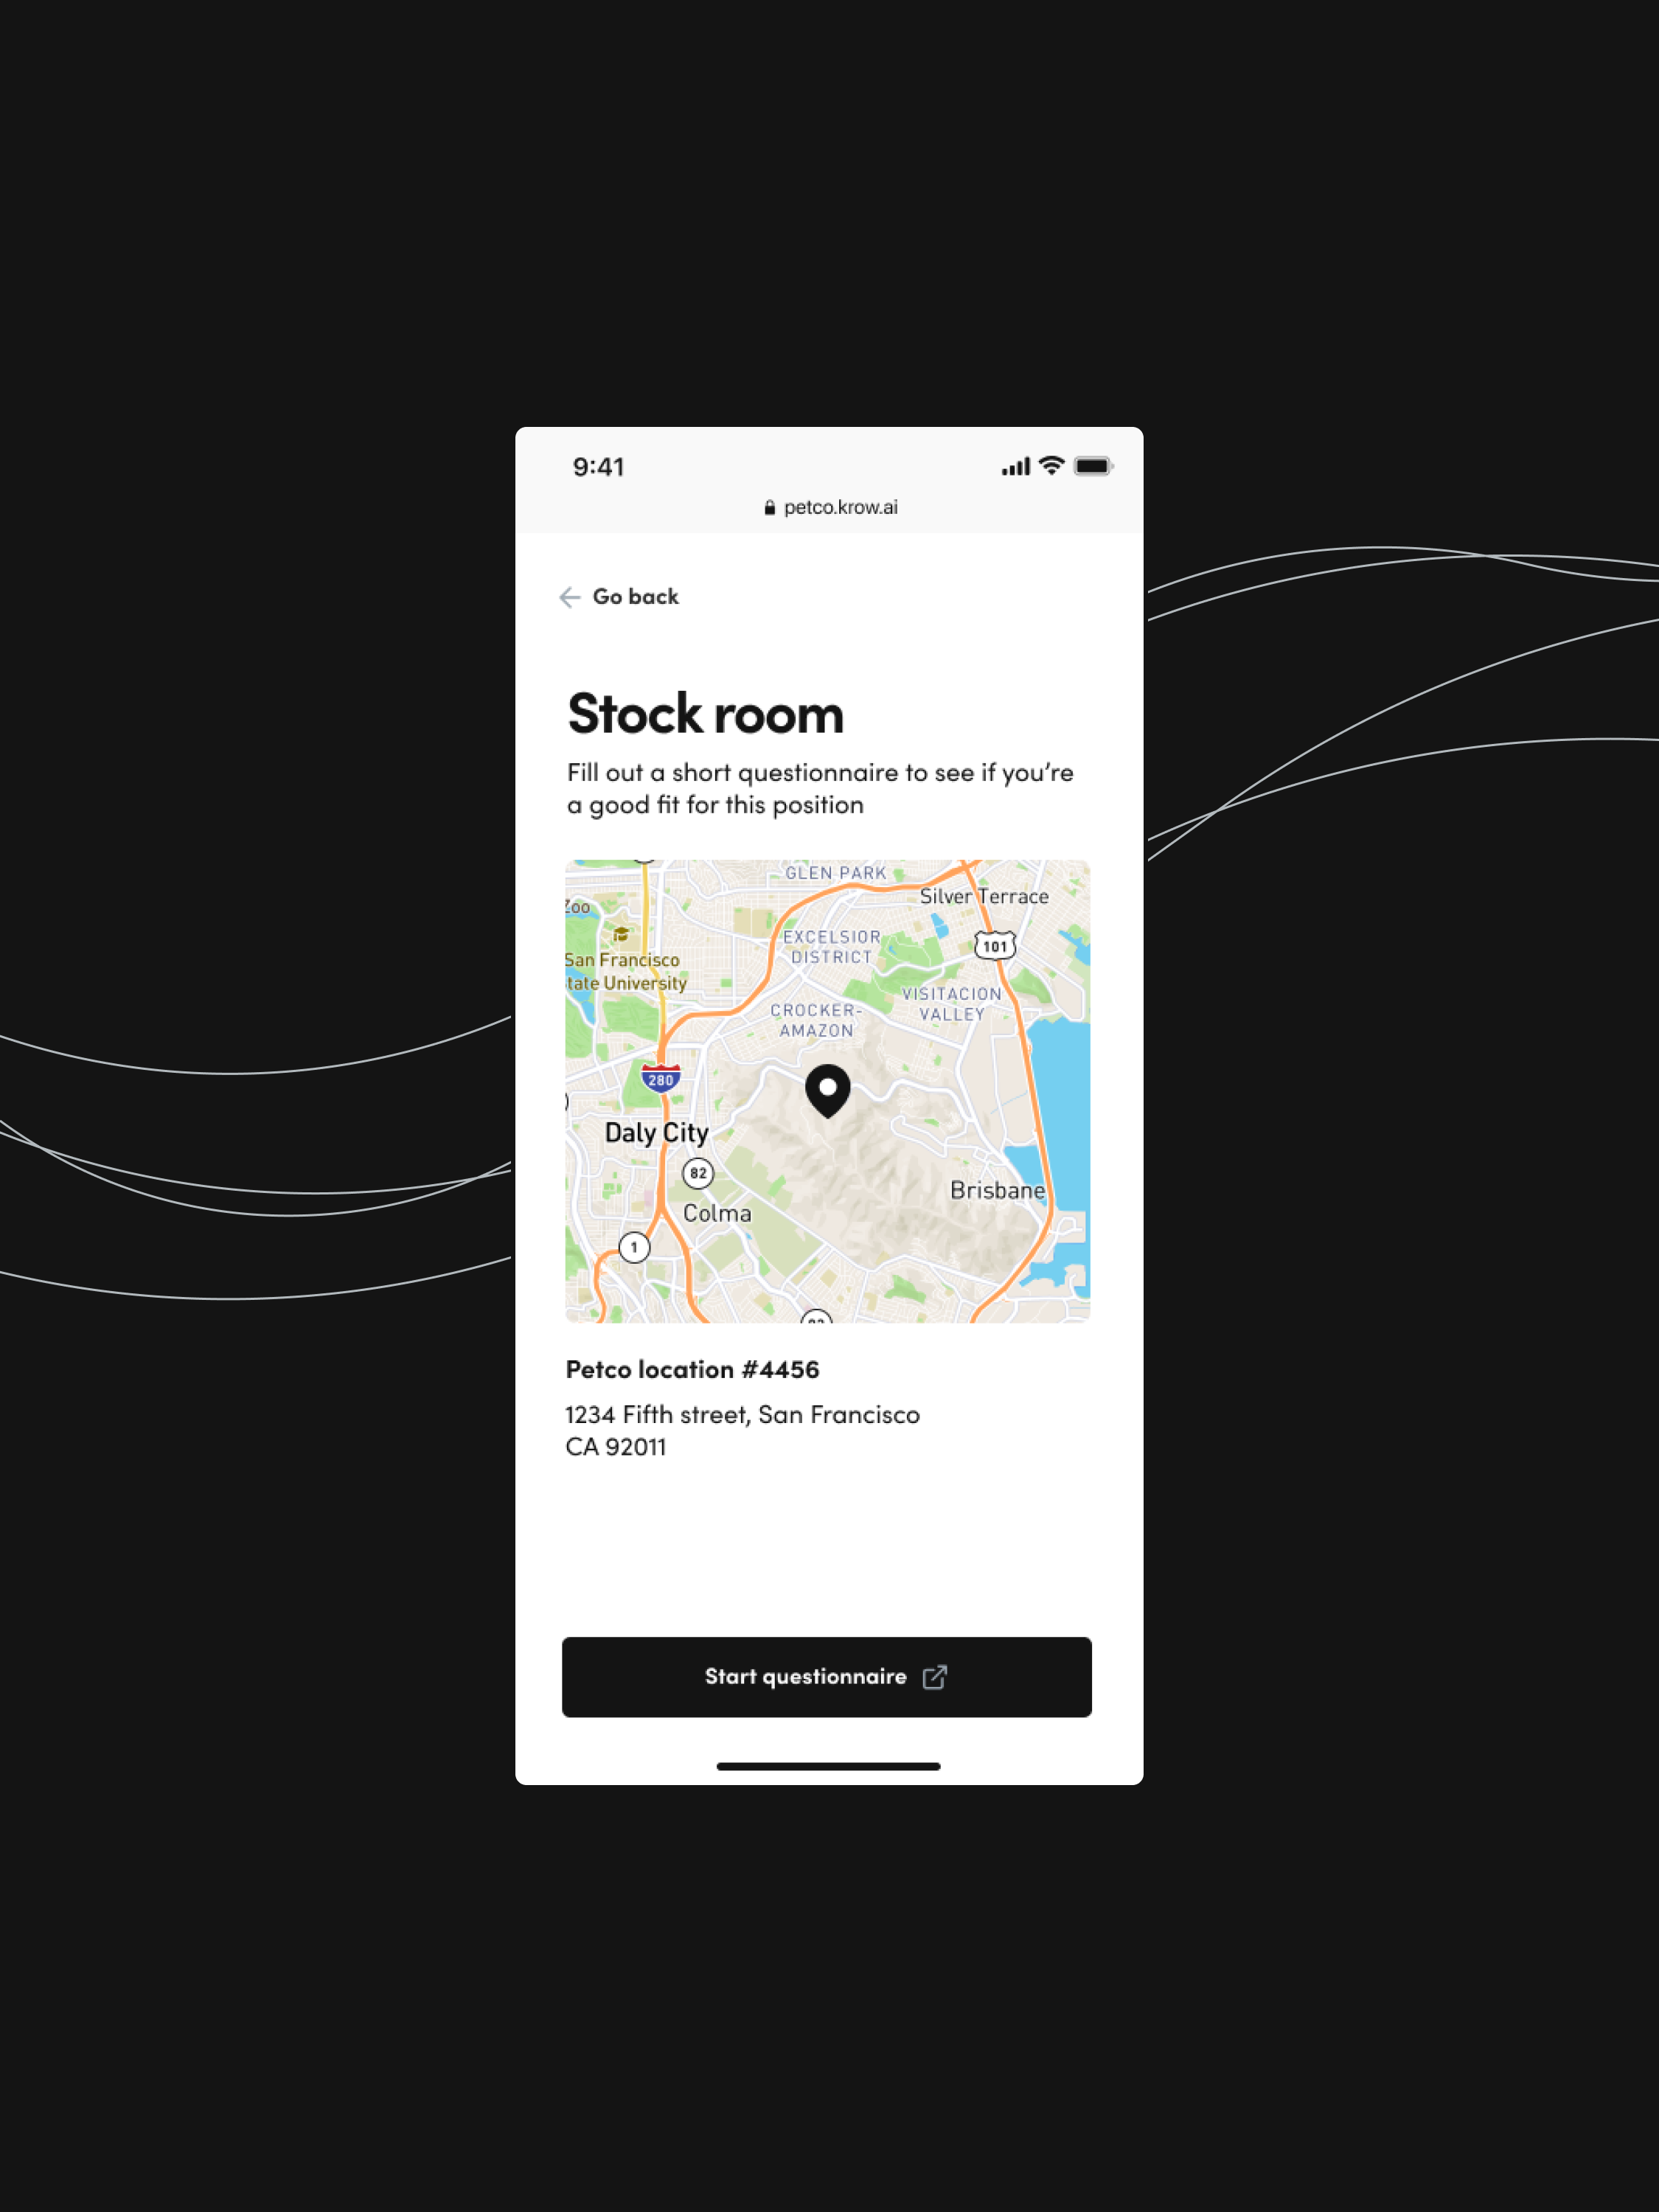 9:41
petco.krow.ai
Go back
Stock room
Fill out a short questionnaire to see if you’re
a good fit for this position
GLEN PARK
Silver Terrace
Zoo
EXCELSIOR
DISTRICT
101
San Francisco
tate University
VISITACION
VALLEY
CROCKER-
AMAZON
280
Daly City
82
Brisbane
Colma
1
Petco location #4456
1234 Fifth street, San Francisco
CA 92011
Start questionnaire